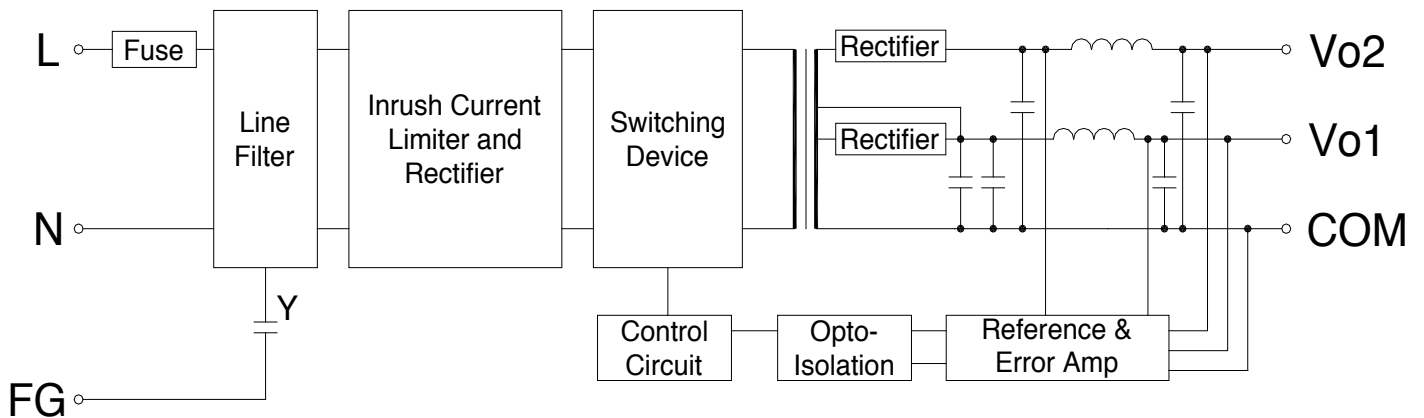 L
Fuse
Line
Filter
Inrush Current
Limiter and
Rectifier
Switching
Device
Rectifier
Vo2
Rectifier
Vo1
N
COM
Y
Control
Circuit
Opto-
Isolation
Reference &
Error Amp
FG